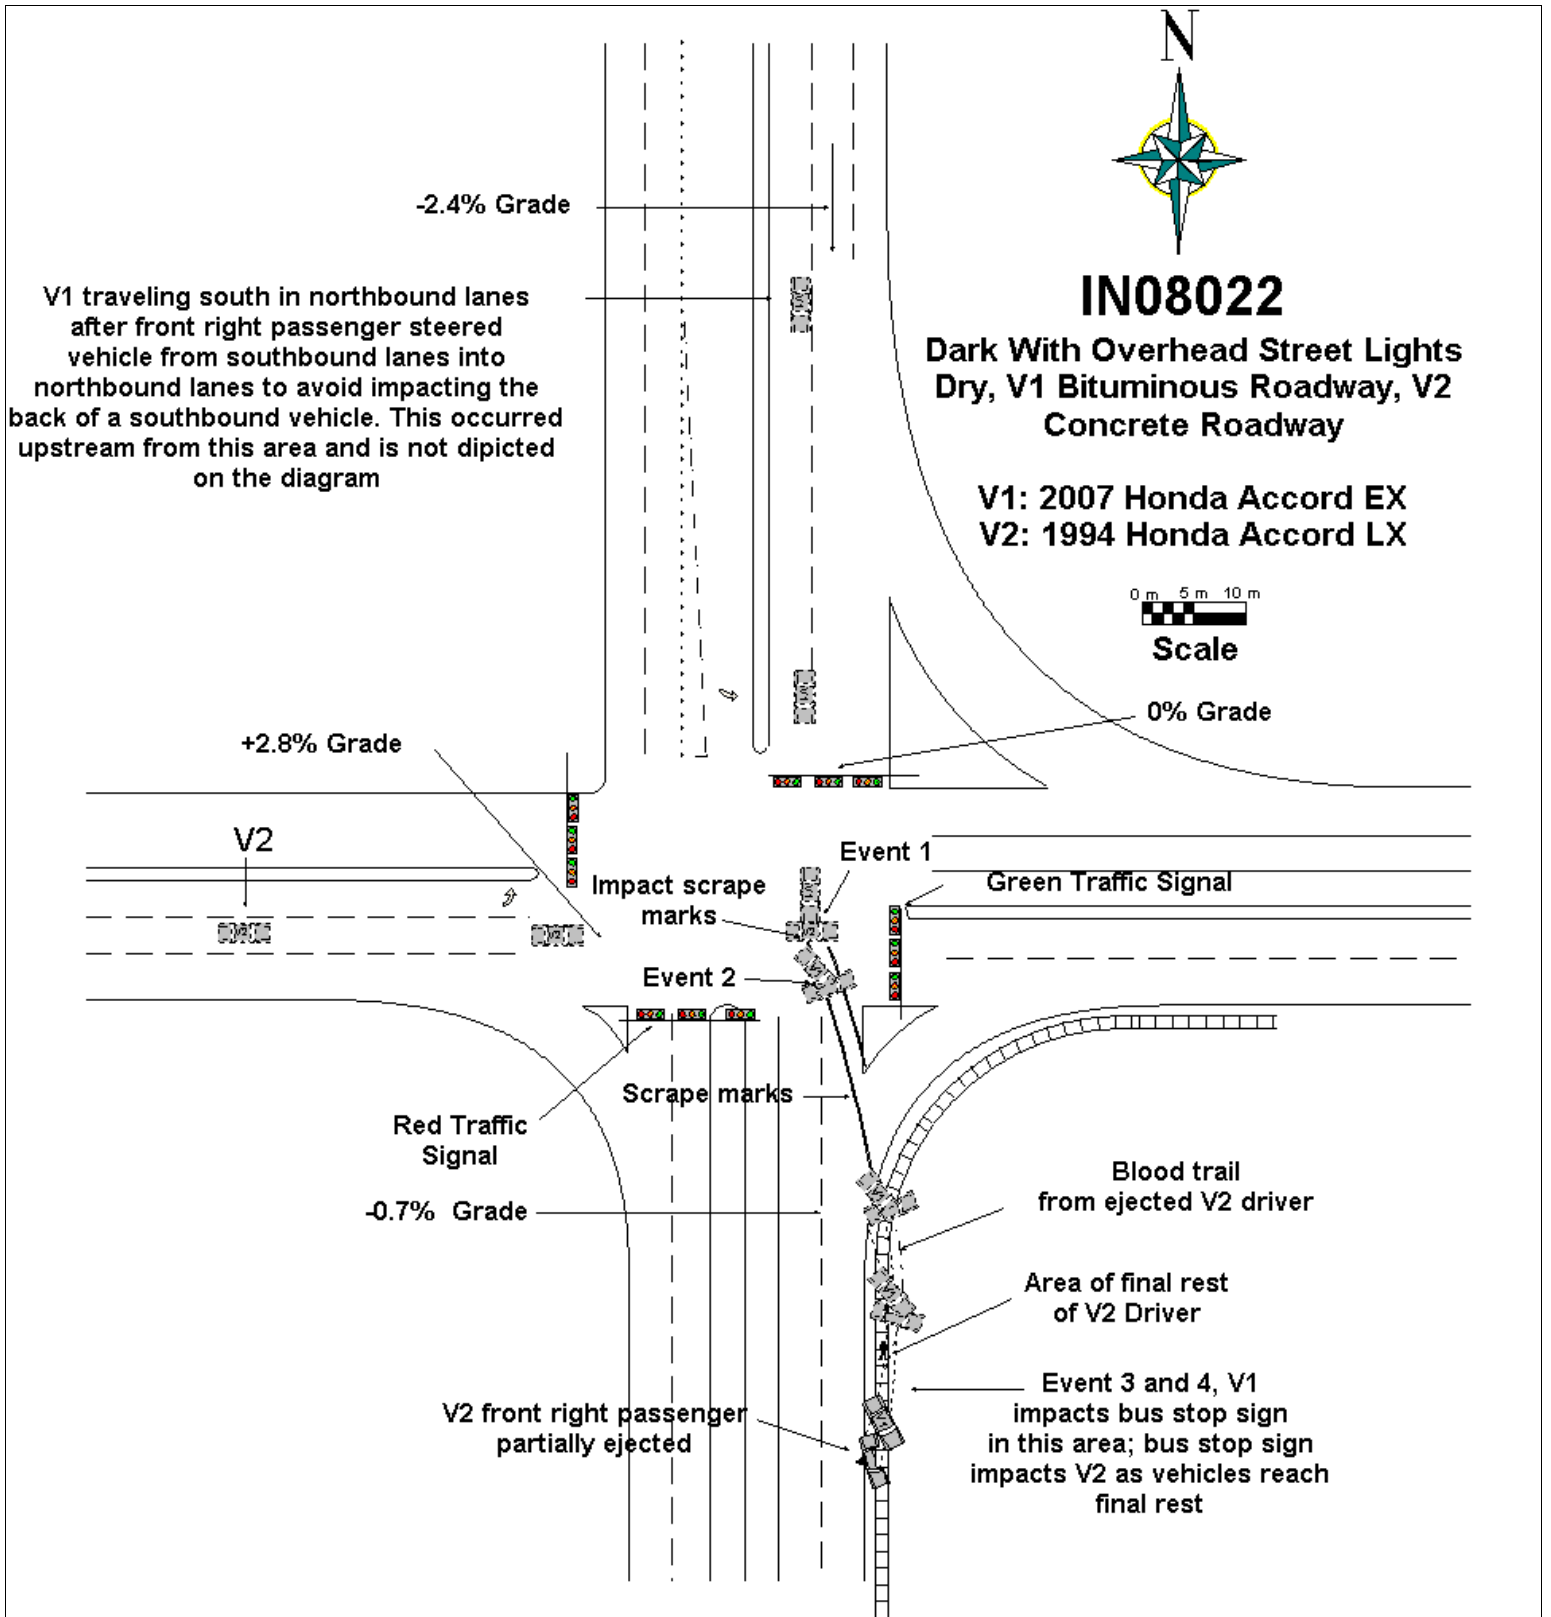 N
-2.4% Grade
V1 traveling south in northbound lanes
after front right passenger steered
vehicle from southbound lanes into
northbound lanes to avoid impacting the
back of a southbound vehicle. This occurred
upstream from this area and is not dipicted
on the diagram
IN08022
Dark With Overhead Street Lights
Dry, V1 Bituminous Roadway, V2
Concrete Roadway
V1: 2007 Honda Accord EX
V2: 1994 Honda Accord LX
0 m 5 m 10 m
Scale
0% Grade
+2.8% Grade
V2
Event 1
Green Traffic Signal
Impact scrape
marks
Event 2
Scrape marks
Red Traffic
Signal
-0.7% Grade
Blood trail
from ejected V2 driver
Area of final rest
of V2 Driver
Event 3 and 4, V1
impacts bus stop sign
in this area; bus stop sign
impacts V2 as vehicles reach
final rest
V2 front right passenger
partially ejected